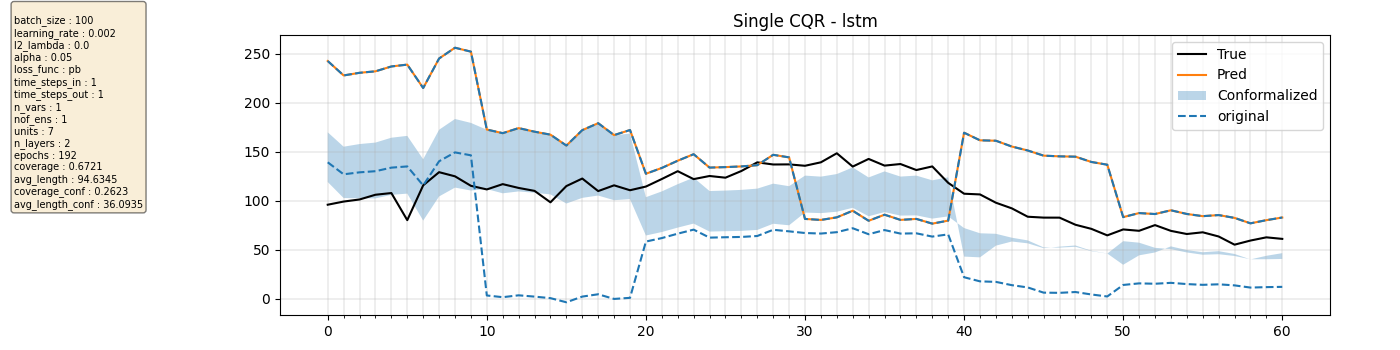 batch_size : 100
learning_rate : 0.002
l2_lambda : 0.0
alpha : 0.05
loss_func : pb
time_steps_in : 1
time_steps_out : 1
n_vars : 1
nof_ens : 1
units : 7
n_layers : 2
epochs : 192
coverage : 0.6721
avg_length : 94.6345
coverage_conf : 0.2623
avg_length_conf : 36.0935
Single CQR - lstm
250
200
150
100
50
0
0 10 20 30 40 50 60
True
Pred
Conformalized
original